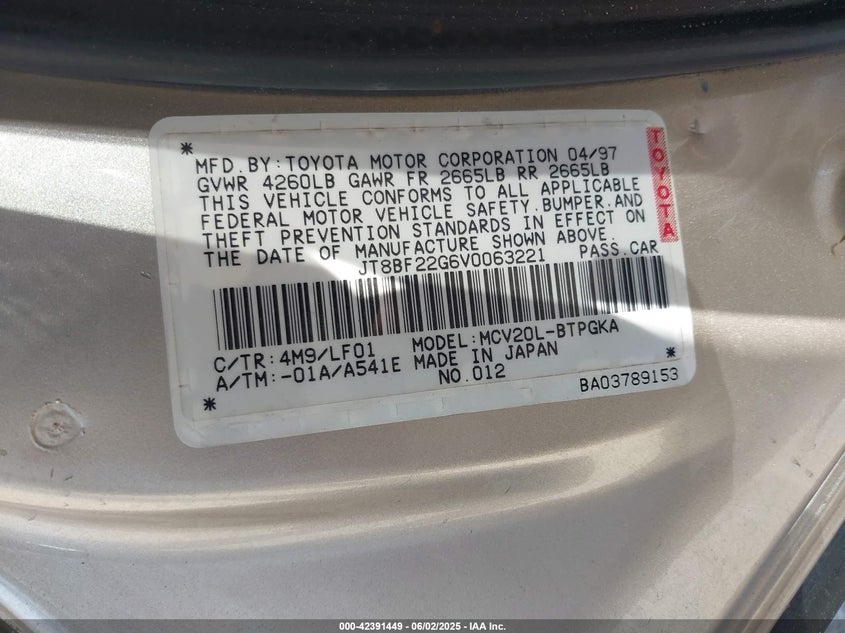 MFD. BY: TOYOTA MOTOR CORPORATION 04/97
GVWR 4260LB GAWR FR 2665LB RR 2665LB
THIS VEHICLE CONFORMS TO ALL APPLICABLE
FEDERAL MOTOR VEHICLE SAFETY.BUMPER.AND
THEFT PREVENTION STANDARDS IN EFFECT ON
THE DATE OF MANUFACTURE SHOWN ABOVE.
JT8BF22G6V0063221 PASS.CAR
TOYOTA
C/TR: 4M9/LF01 MODEL: MCV20L-BTPGKA
A/TM: -01A/A541E MADE IN JAPAN
NO.012 BA03789153
000-42391449 | 06/02/2025 | IAA Inc.